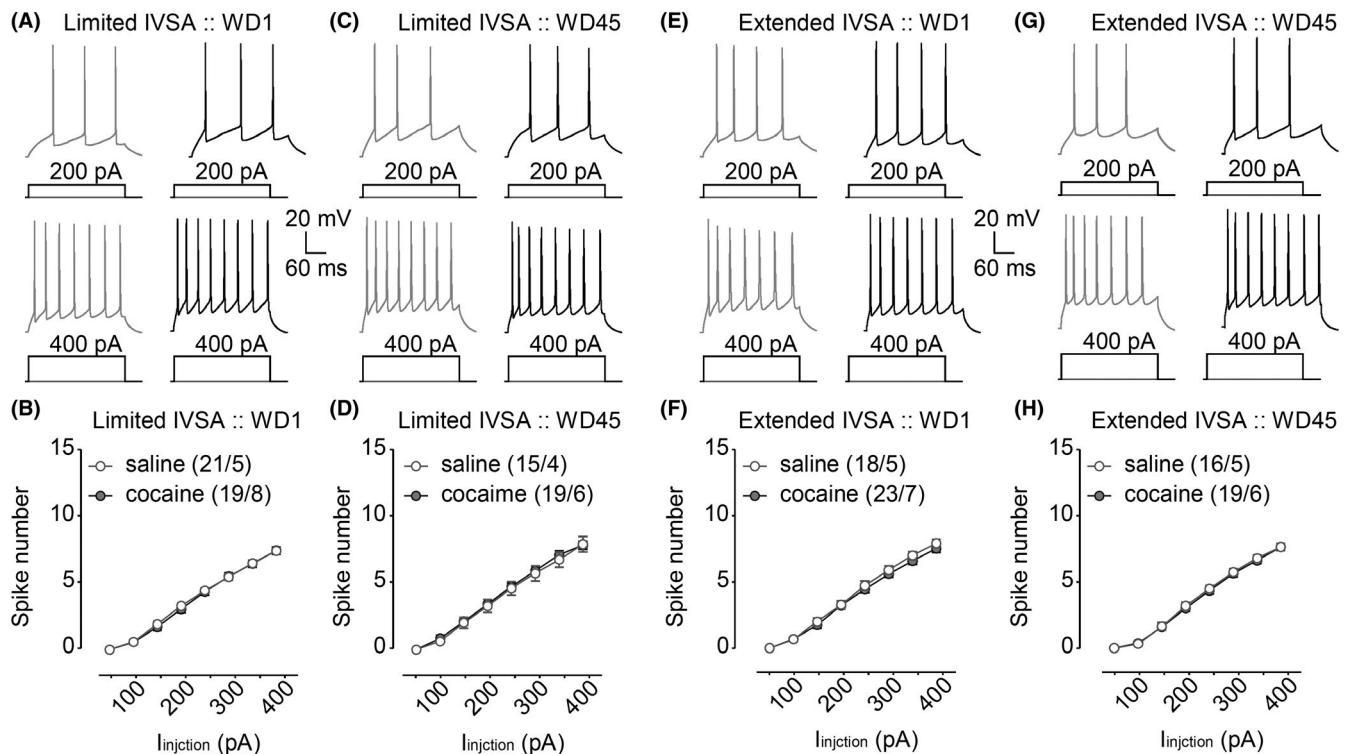 (A) Limited IVSA :: WD1
(C) Limited IVSA :: WD45
(E) Extended IVSA :: WD1
(G) Extended IVSA :: WD45
200 pA
200 pA
200 pA
200 pA
200 pA
200 pA
200 pA
200 pA
20 mV
60 ms
20 mV
60 ms
400 pA
400 pA
400 pA
400 pA
400 pA
400 pA
400 pA
400 pA
(B) Limited IVSA :: WD1
15
10
5
0
Spike number
saline (21/5)
cocaine (19/8)
100
200
300
400
Iinjction (pA)
(D) Limited IVSA :: WD45
15
10
5
0
Spike number
saline (15/4)
cocaime (19/6)
100
200
300
400
Iinjction (pA)
(F) Extended IVSA :: WD1
15
10
5
0
Spike number
saline (18/5)
cocaine (23/7)
100
200
300
400
Iinjction (pA)
(H) Extended IVSA :: WD45
15
10
5
0
Spike number
saline (16/5)
cocaine (19/6)
100
200
300
400
Iinjction (pA)